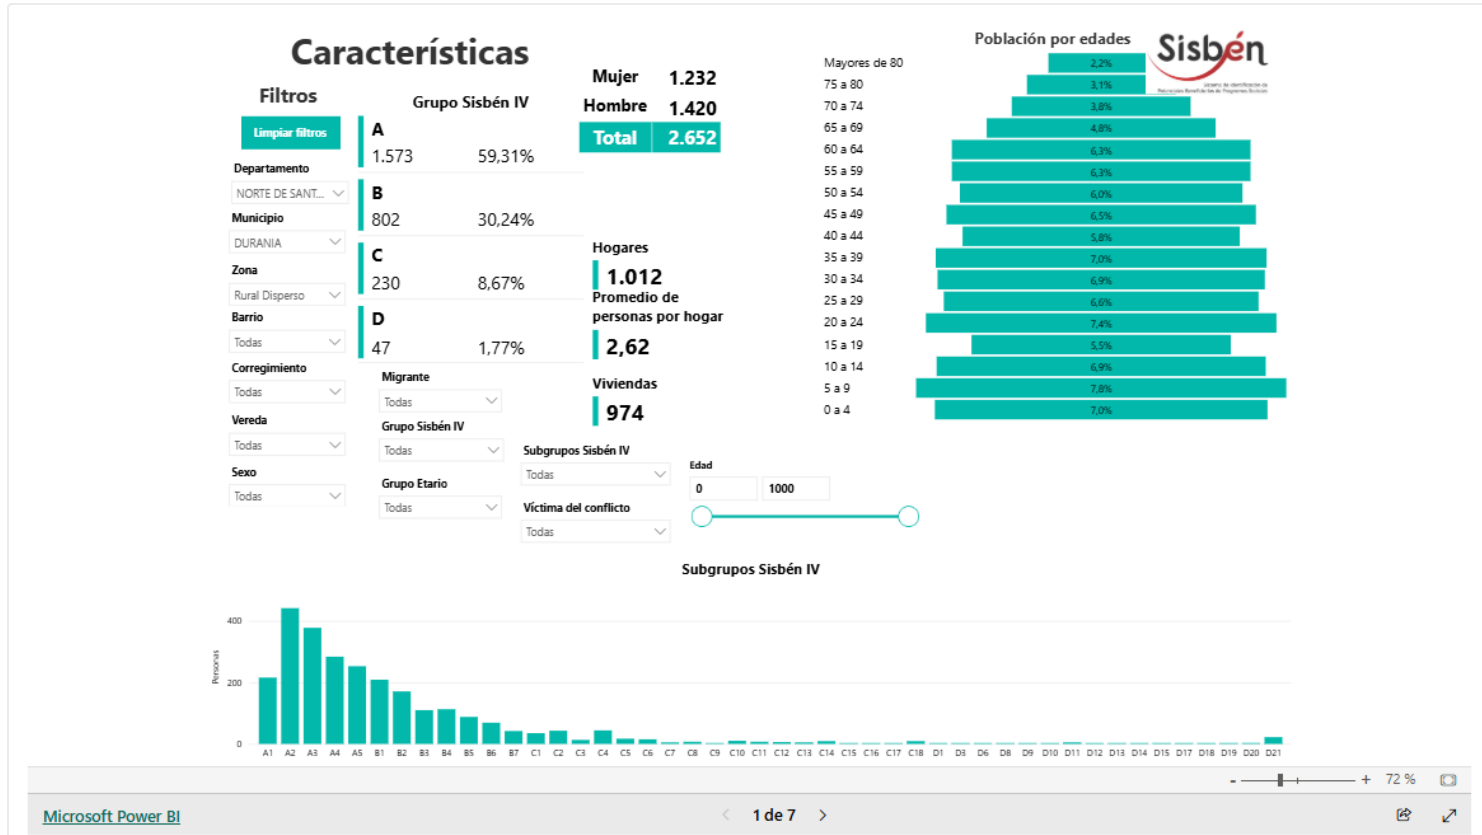 Características
Filtros
Limpiar filtros
Departamento
NORTE DE SANT...
Municipio
DURANIA
Zona
Rural Disperso
Barrio
Todas
Corregimiento
Todas
Vereda
Todas
Sexo
Todas
Grupo Sisbén IV
A
1.573 59,31%
B
802 30,24%
C
230 8,67%
D
47 1,77%
Migrante
Todas
Grupo Sisbén IV
Todas
Grupo Etario
Todas
Mujer 1.232
Hombre 1.420
Total 2.652
Hogares
1.012
Promedio de
personas por hogar
2,62
Viviendas
974
Subgrupos Sisbén IV
Todas
Víctima del conflicto
Todas
Edad
0 1000
Población por edades
Sisbén
Mayores de 80 2,2%
75 a 80 3,1%
70 a 74 3,8%
65 a 69 4,8%
60 a 64 6,3%
55 a 59 6,3%
50 a 54 6,0%
45 a 49 6,5%
40 a 44 5,8%
35 a 39 7,0%
30 a 34 6,9%
25 a 29 6,6%
20 a 24 7,4%
15 a 19 5,5%
10 a 14 6,9%
5 a 9 7,8%
0 a 4 7,0%
Subgrupos Sisbén IV
Personas
400
200
0
A1 A2 A3 A4 A5 B1 B2 B3 B4 B5 B6 B7 C1 C2 C3 C4 C5 C6 C7 C8 C9 C10 C11 C12 C13 C14 C15 C16 C17 C18 D1 D3 D6 D8 D9 D10 D11 D12 D13 D14 D15 D17 D18 D19 D20 D21
- + 72 %
Microsoft Power BI
1 de 7